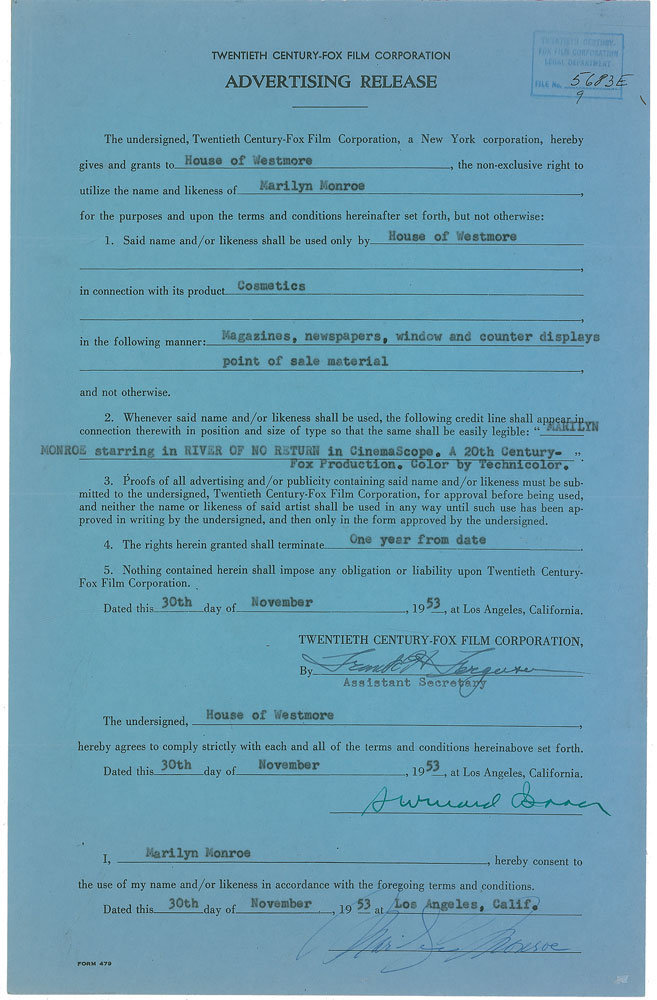 TWENTIETH CENTURY-
FOX FILM CORPORATION
LEGAL DEPARTMENT
FILE No. 5683E
9
TWENTIETH CENTURY-FOX FILM CORPORATION
ADVERTISING RELEASE
The undersigned, Twentieth Century-Fox Film Corporation, a New York corporation, hereby
gives and grants to House of Westmore, the non-exclusive right to
utilize the name and likeness of Marilyn Monroe,
for the purposes and upon the terms and conditions hereinafter set forth, but not otherwise:
1. Said name and/or likeness shall be used only by House of Westmore
,
in connection with its product Cosmetics
,
in the following manner: Magazines, newspapers, window and counter displays
point of sale material
and not otherwise.
2. Whenever said name and/or likeness shall be used, the following credit line shall appear in
connection therewith in position and size of type so that the same shall be easily legible: "MARILYN
MONROE starring in RIVER OF NO RETURN in CinemaScope. A 20th Century-"
Fox Production. Color by Technicolor.
3. Proofs of all advertising and/or publicity containing said name and/or likeness must be sub-
mitted to the undersigned, Twentieth Century-Fox Film Corporation, for approval before being used,
and neither the name or likeness of said artist shall be used in any way until such use has been ap-
proved in writing by the undersigned, and then only in the form approved by the undersigned.
4. The rights herein granted shall terminate One year from date.
5. Nothing contained herein shall impose any obligation or liability upon Twentieth Century-
Fox Film Corporation.
Dated this 30th day of November, 1953, at Los Angeles, California.
TWENTIETH CENTURY-FOX FILM CORPORATION,
By Frank H. Ferguson
Assistant Secretary
The undersigned, House of Westmore,
hereby agrees to comply strictly with each and all of the terms and conditions hereinabove set forth.
Dated this 30th day of November, 1953, at Los Angeles, California.
I, Marilyn Monroe, hereby consent to
the use of my name and/or likeness in accordance with the foregoing terms and conditions.
Dated this 30th day of November, 1953 at Los Angeles, Calif.
Monroe
FORM 479